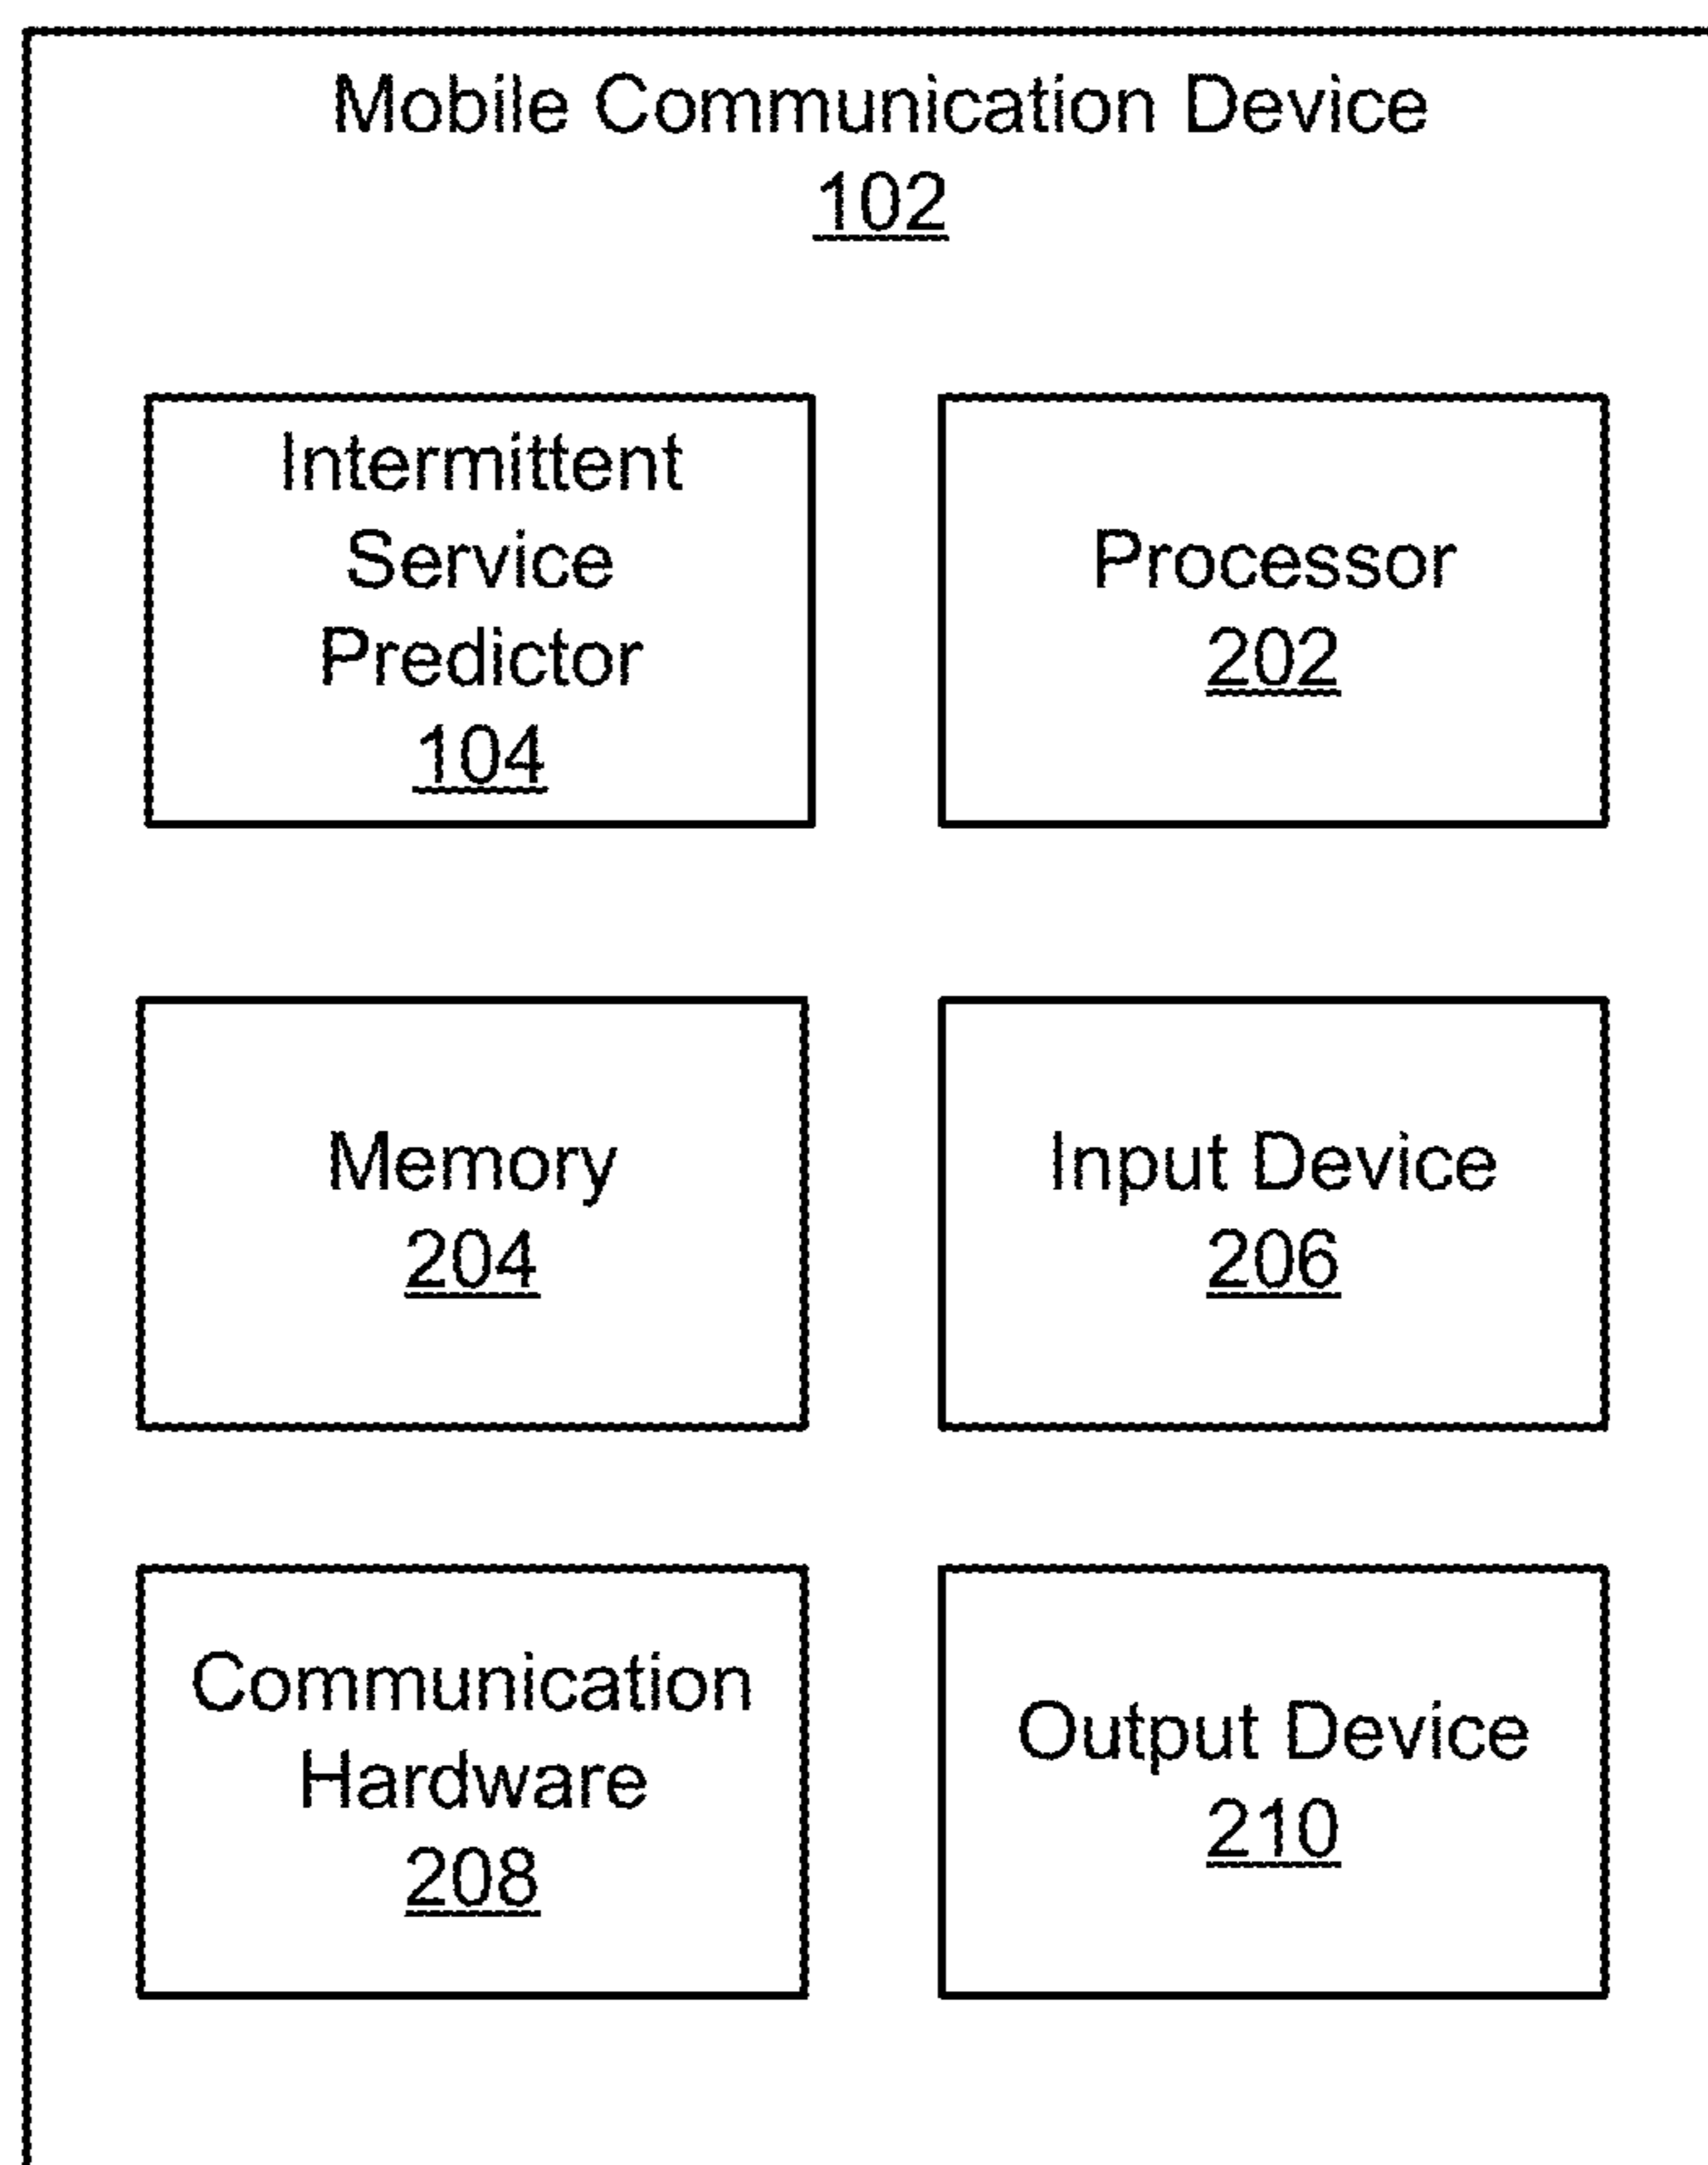 Mobile Communication Device
102
Intermittent
Service
Predictor
104
Processor
202
Memory
204
Input Device
206
Communication
Hardware
208
Output Device
210